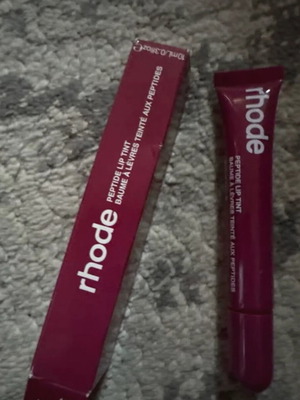 rhode
PEPTIDE LIP TINT
BAUME À LÈVRES TEINTÉ AUX PEPTIDES
rhode
PEPTIDE LIP TINT
BAUME À LÈVRES TEINTÉ AUX PEPTIDES